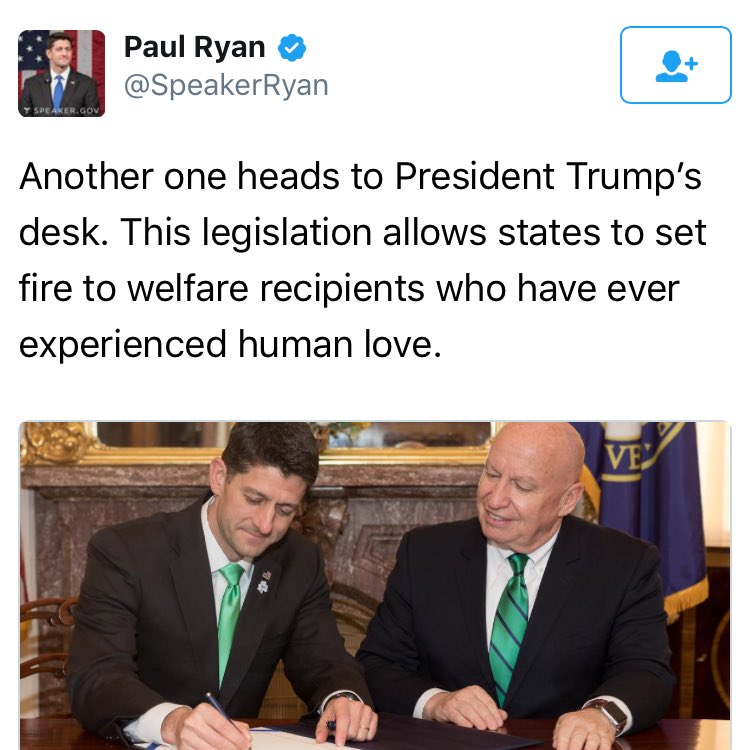 Paul Ryan
@SpeakerRyan
SPEAKER.GOV
Another one heads to President Trump’s
desk. This legislation allows states to set
fire to welfare recipients who have ever
experienced human love.
VE